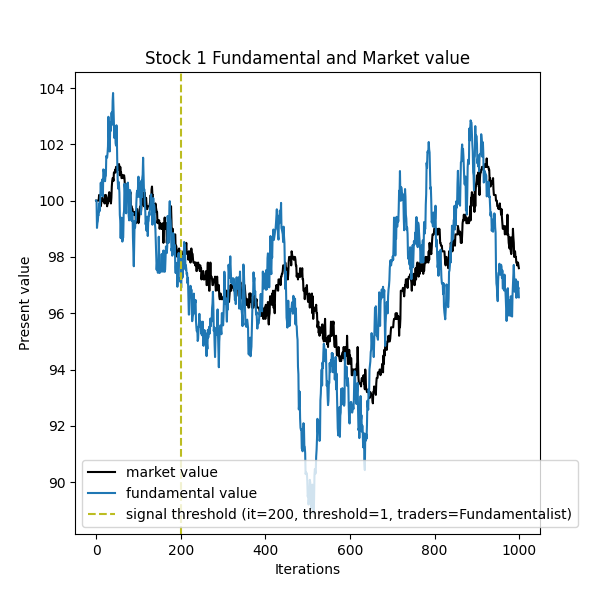 Stock 1 Fundamental and Market value
104
102
100
98
96
94
92
90
Present value
market value
fundamental value
signal threshold (it=200, threshold=1, traders=Fundamentalist)
0 200 400 600 800 1000
Iterations